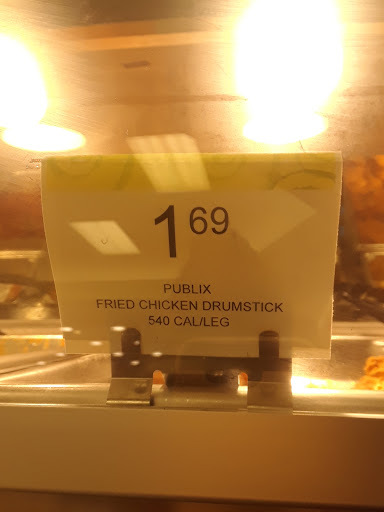 1 69
PUBLIX
FRIED CHICKEN DRUMSTICK
540 CAL/LEG